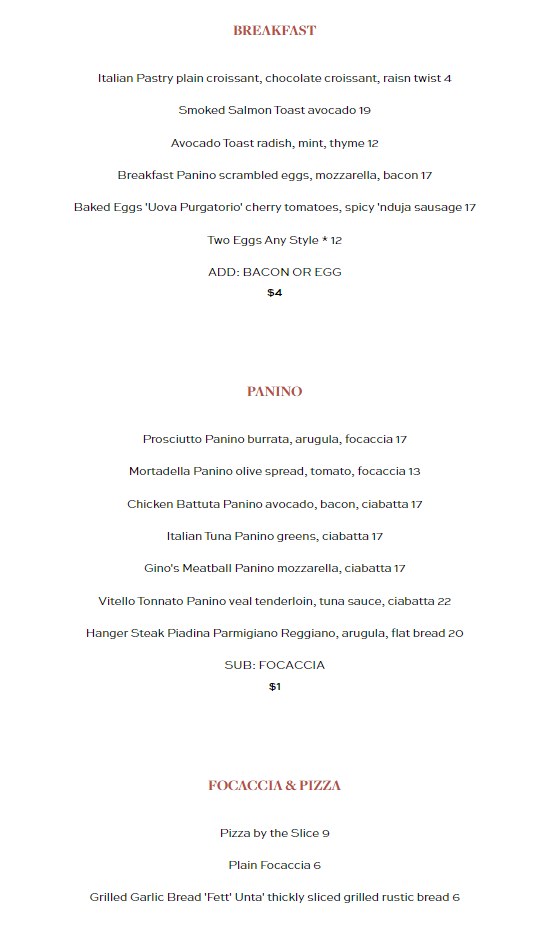 BREAKFAST
Italian Pastry plain croissant, chocolate croissant, raisn twist 4
Smoked Salmon Toast avocado 19
Avocado Toast radish, mint, thyme 12
Breakfast Panino scrambled eggs, mozzarella, bacon 17
Baked Eggs 'Uova Purgatorio' cherry tomatoes, spicy 'nduja sausage 17
Two Eggs Any Style * 12
ADD: BACON OR EGG
$4
PANINO
Prosciutto Panino burrata, arugula, focaccia 17
Mortadella Panino olive spread, tomato, focaccia 13
Chicken Battuta Panino avocado, bacon, ciabatta 17
Italian Tuna Panino greens, ciabatta 17
Gino's Meatball Panino mozzarella, ciabatta 17
Vitello Tonnato Panino veal tenderloin, tuna sauce, ciabatta 22
Hanger Steak Piadina Parmigiano Reggiano, arugula, flat bread 20
SUB: FOCACCIA
$1
FOCACCIA & PIZZA
Pizza by the Slice 9
Plain Focaccia 6
Grilled Garlic Bread 'Fett' Unta' thickly sliced grilled rustic bread 6